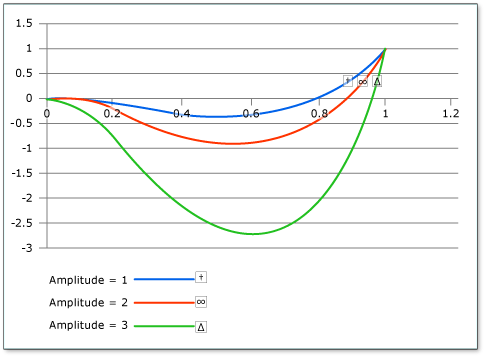 1.5
1
0.5
† ∞ Δ
0
0 0.2 0.4 0.6 0.8 1 1.2
-0.5
-1
-1.5
-2
-2.5
-3
Amplitude = 1 †
Amplitude = 2 ∞
Amplitude = 3 Δ